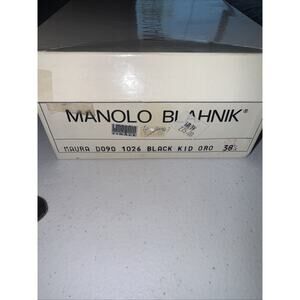 MANOLO BLAHNIK®
MAURA D090 1026 BLACK KID ORO 38½